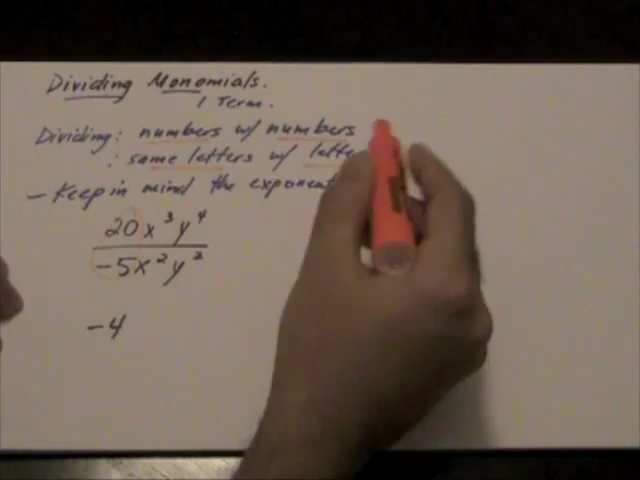 Dividing Monomials.
1 Term.
Dividing: numbers w/ numbers
: same letters w/ lette
– Keep in mind the exponent
20x³y⁴
-5x²y²
-4